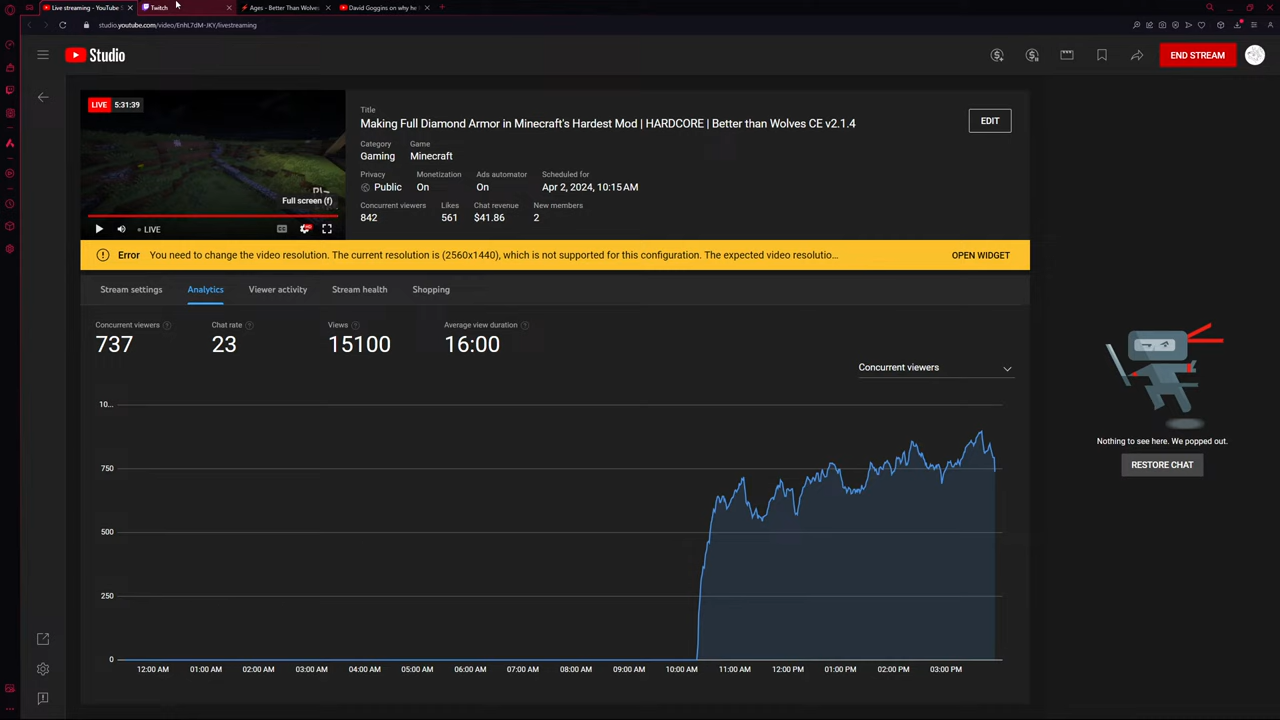 Live streaming - YouTube S
Twitch
Ages - Better Than Wolves
David Goggins on why he
studio.youtube.com/video/EnhL7dM-JKY/livestreaming
Studio
END STREAM
LIVE 5:31:39
Full screen (f)
LIVE
Title
Making Full Diamond Armor in Minecraft's Hardest Mod | HARDCORE | Better than Wolves CE v2.1.4
EDIT
Category Game
Gaming Minecraft
Privacy Monetization Ads automator Scheduled for
Public On On Apr 2, 2024, 10:15 AM
Concurrent viewers Likes Chat revenue New members
842 561 $41.86 2
Error You need to change the video resolution. The current resolution is (2560x1440), which is not supported for this configuration. The expected video resolutio... OPEN WIDGET
Stream settings Analytics Viewer activity Stream health Shopping
Concurrent viewers Chat rate Views Average view duration
737 23 15100 16:00
Concurrent viewers
10...
750
500
250
0
12:00 AM 01:00 AM 02:00 AM 03:00 AM 04:00 AM 05:00 AM 06:00 AM 07:00 AM 08:00 AM 09:00 AM 10:00 AM 11:00 AM 12:00 PM 01:00 PM 02:00 PM 03:00 PM
Nothing to see here. We popped out.
RESTORE CHAT